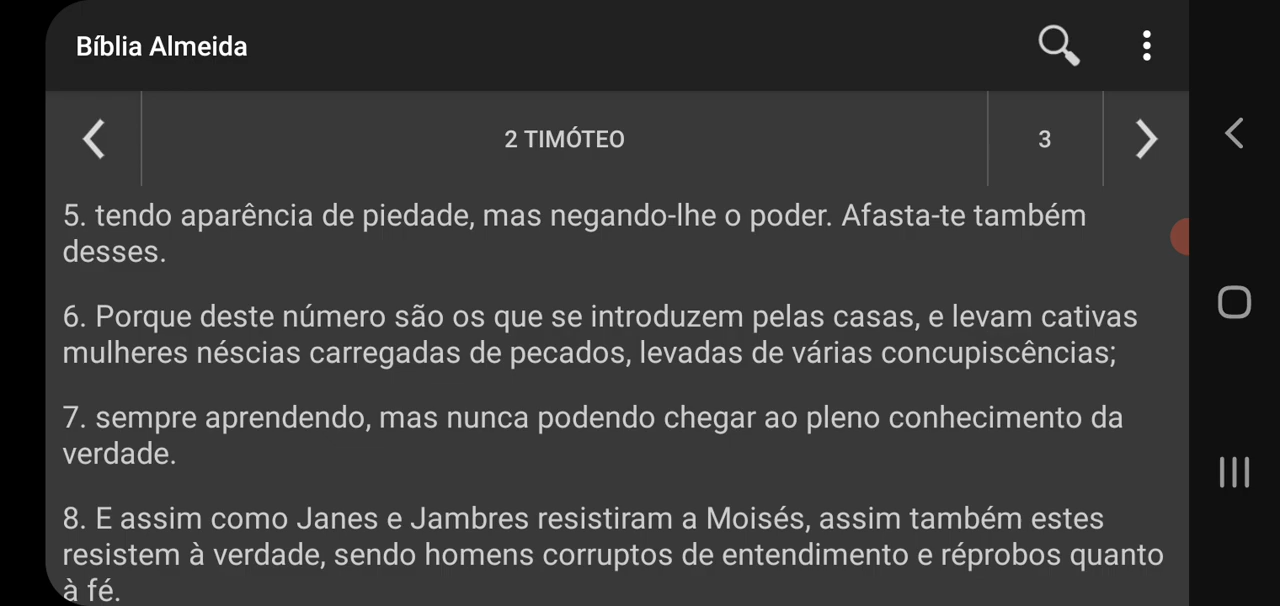 Bíblia Almeida
2 TIMÓTEO
3
5. tendo aparência de piedade, mas negando-lhe o poder. Afasta-te também
desses.
6. Porque deste número são os que se introduzem pelas casas, e levam cativas
mulheres néscias carregadas de pecados, levadas de várias concupiscências;
7. sempre aprendendo, mas nunca podendo chegar ao pleno conhecimento da
verdade.
8. E assim como Janes e Jambres resistiram a Moisés, assim também estes
resistem à verdade, sendo homens corruptos de entendimento e réprobos quanto
à fé.